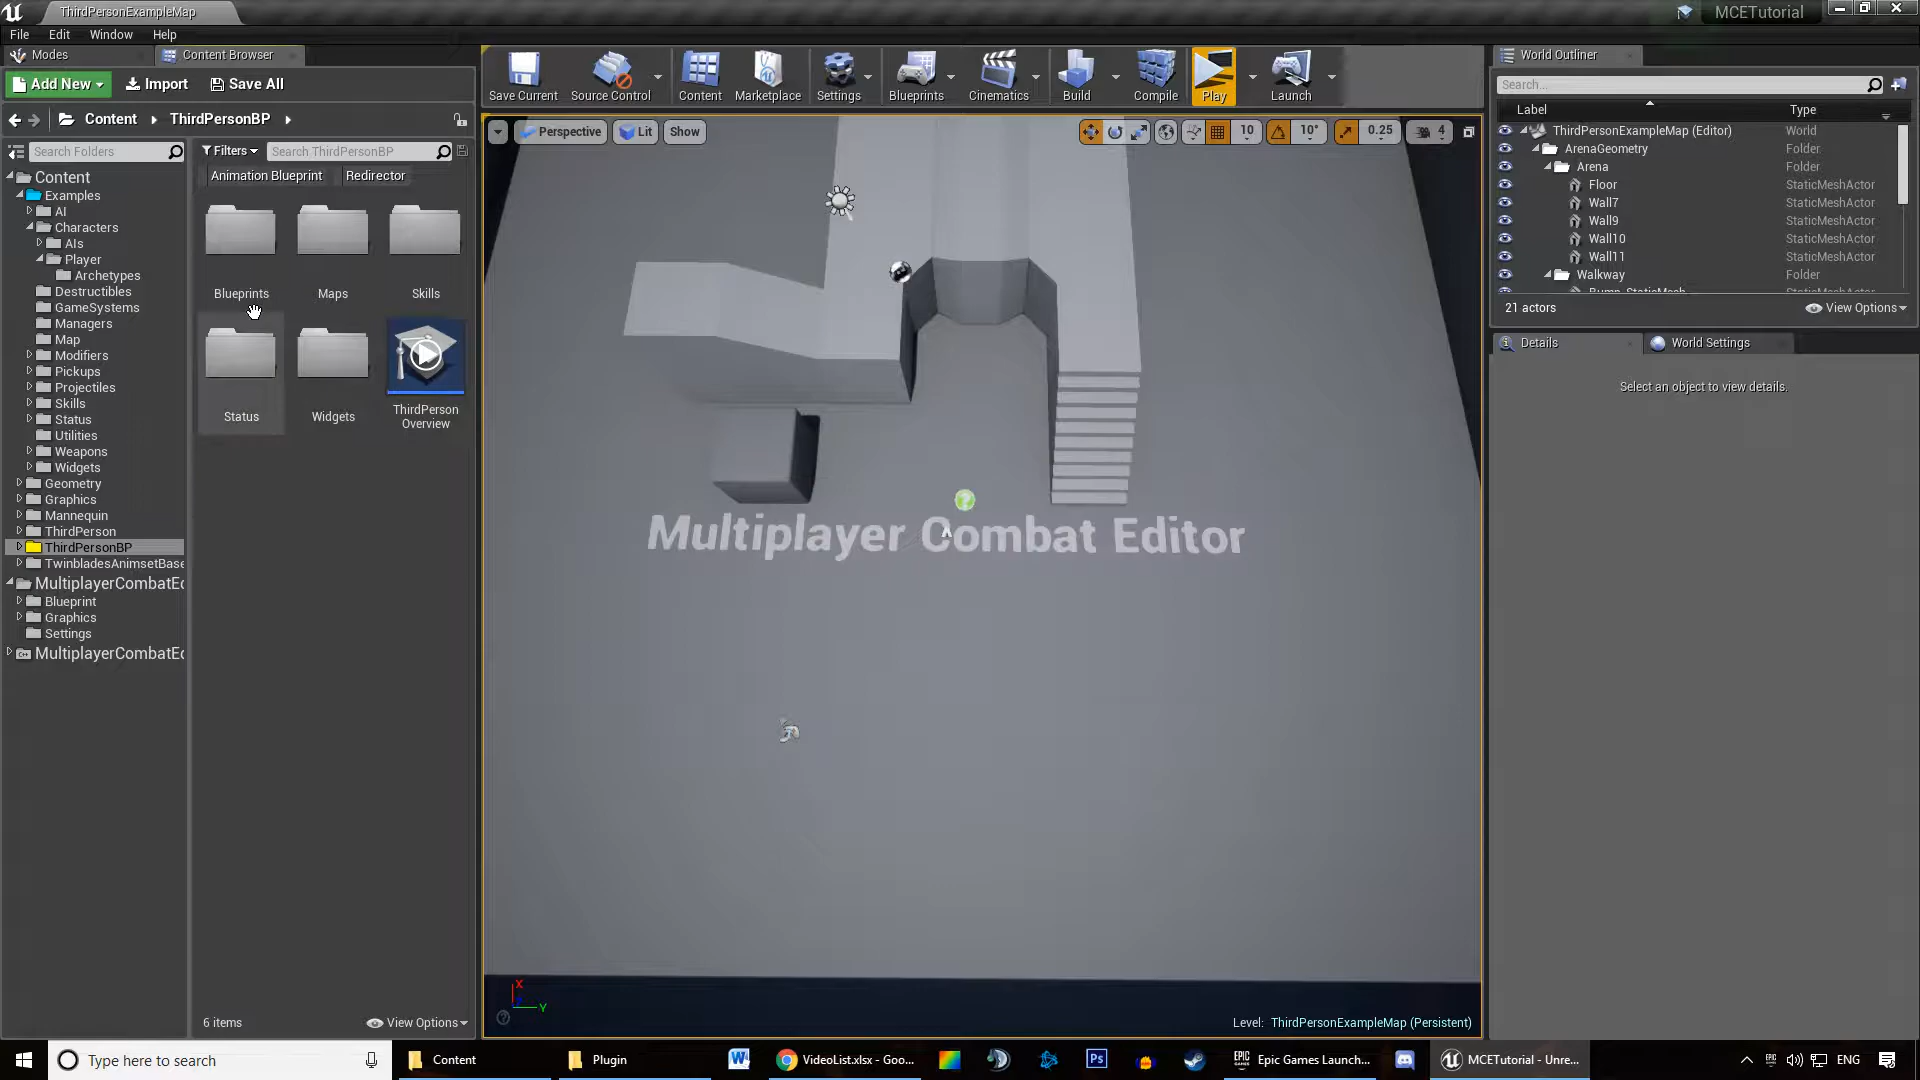 ThirdPersonExampleMap
MCETutorial
File Edit Window Help
Modes
Content Browser
Add New
Import
Save All
Content
ThirdPersonBP
Search Folders
Filters
Search ThirdPersonBP
Animation Blueprint
Redirector
Content
Examples
AI
Characters
AIs
Player
Archetypes
Destructibles
GameSystems
Managers
Map
Modifiers
Pickups
Projectiles
Skills
Status
Utilities
Weapons
Widgets
Geometry
Graphics
Mannequin
ThirdPerson
ThirdPersonBP
TwinbladesAnimsetBase
MultiplayerCombatEd
Blueprint
Graphics
Settings
MultiplayerCombatEd
Blueprints
Maps
Skills
Status
Widgets
ThirdPerson
Overview
6 items
View Options
Save Current
Source Control
Content
Marketplace
Settings
Blueprints
Cinematics
Build
Compile
Play
Launch
Perspective
Lit
Show
10
10°
0.25
4
Multiplayer Combat Editor
X
Y
Level: ThirdPersonExampleMap (Persistent)
World Outliner
Search...
Label
Type
ThirdPersonExampleMap (Editor) World
ArenaGeometry Folder
Arena Folder
Floor StaticMeshActor
Wall7 StaticMeshActor
Wall9 StaticMeshActor
Wall10 StaticMeshActor
Wall11 StaticMeshActor
Walkway Folder
Bump_StaticMesh StaticMeshActor
21 actors
View Options
Details
World Settings
Select an object to view details.
Type here to search
Content
Plugin
VideoList.xlsx - Goo...
Epic Games Launch...
MCETutorial - Unre...
ENG